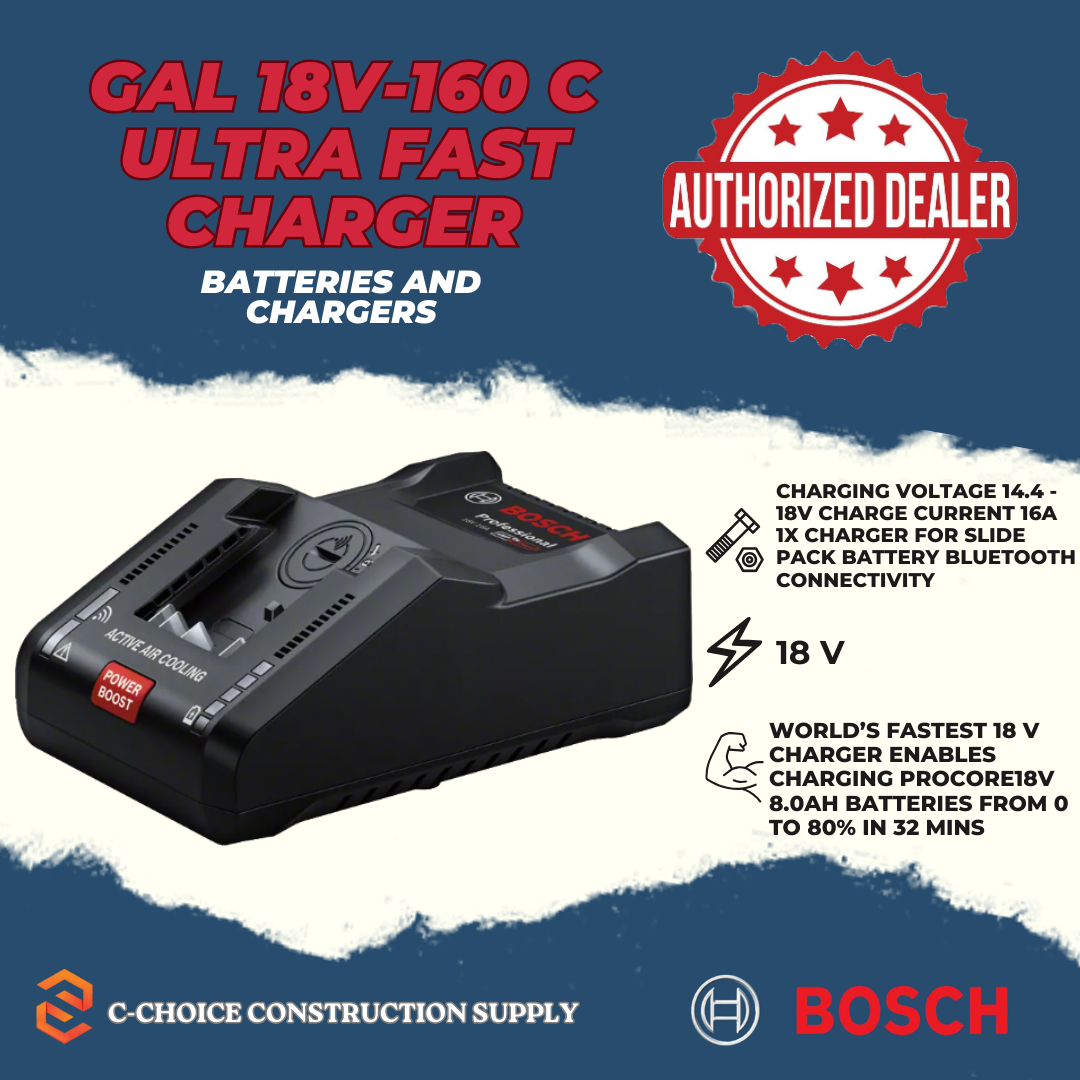 GAL 18V-160 C
ULTRA FAST
CHARGER
BATTERIES AND
CHARGERS
AUTHORIZED DEALER
CHARGING VOLTAGE 14.4 -
18V CHARGE CURRENT 16A
1X CHARGER FOR SLIDE
PACK BATTERY BLUETOOTH
CONNECTIVITY
18 V
WORLD’S FASTEST 18 V
CHARGER ENABLES
CHARGING PROCORE18V
8.0AH BATTERIES FROM 0
TO 80% IN 32 MINS
BOSCH
Professional
ACTIVE AIR COOLING
POWER
BOOST
C-CHOICE CONSTRUCTION SUPPLY
BOSCH